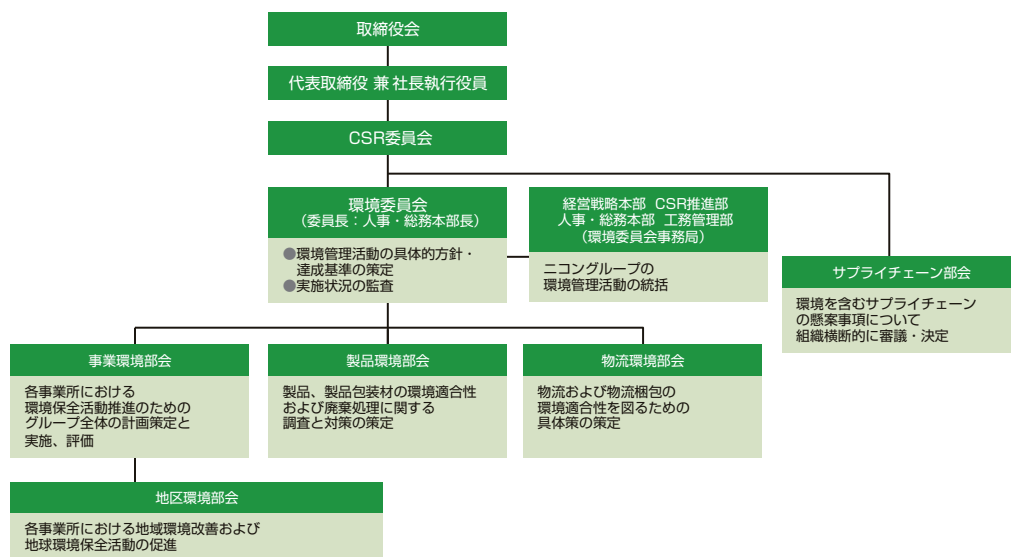 取締役会
代表取締役 兼 社長執行役員
CSR委員会
環境委員会
（委員長：人事・総務本部長）
●環境管理活動の具体的方針・
達成基準の策定
●実施状況の監査
経営戦略本部 CSR推進部
人事・総務本部 工務管理部
（環境委員会事務局）
ニコングループの
環境管理活動の統括
サプライチェーン部会
環境を含むサプライチェーン
の懸案事項について
組織横断的に審議・決定
事業環境部会
各事業所における
環境保全活動推進のための
グループ全体の計画策定と
実施、評価
製品環境部会
製品、製品包装材の環境適合性
および廃棄処理に関する
調査と対策の策定
物流環境部会
物流および物流梱包の
環境適合性を図るための
具体策の策定
地区環境部会
各事業所における地域環境改善および
地球環境保全活動の促進